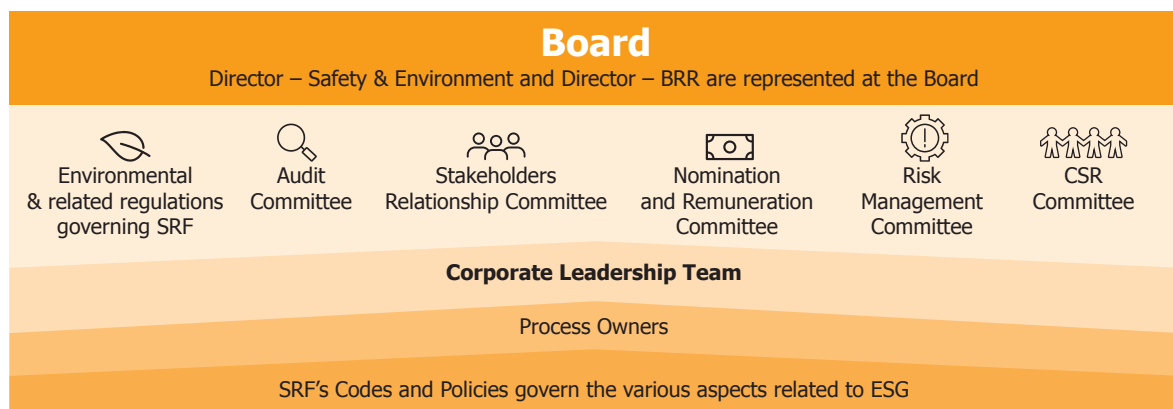 Board
Director – Safety & Environment and Director – BRR are represented at the Board
Environmental
& related regulations
governing SRF
Audit
Committee
Stakeholders
Relationship Committee
Nomination
and Remuneration
Committee
Risk
Management
Committee
CSR
Committee
Corporate Leadership Team
Process Owners
SRF's Codes and Policies govern the various aspects related to ESG